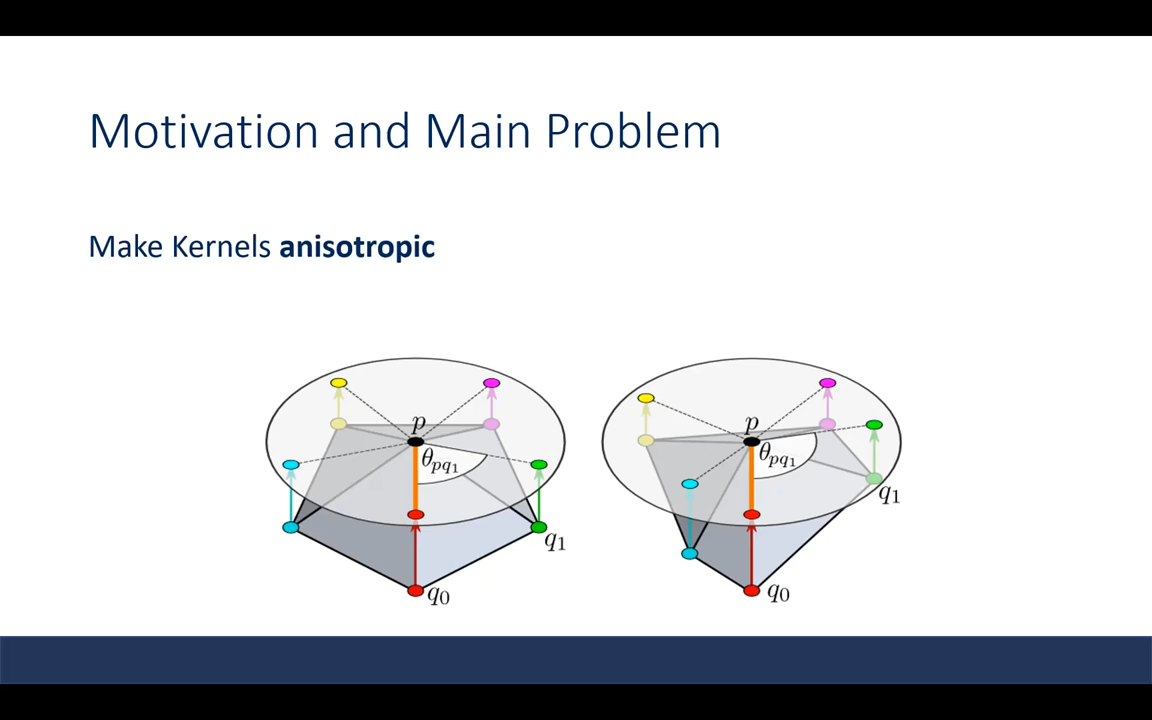 Motivation and Main Problem
Make Kernels anisotropic
p
θpq1
q1
q0
p
θpq1
q1
q0